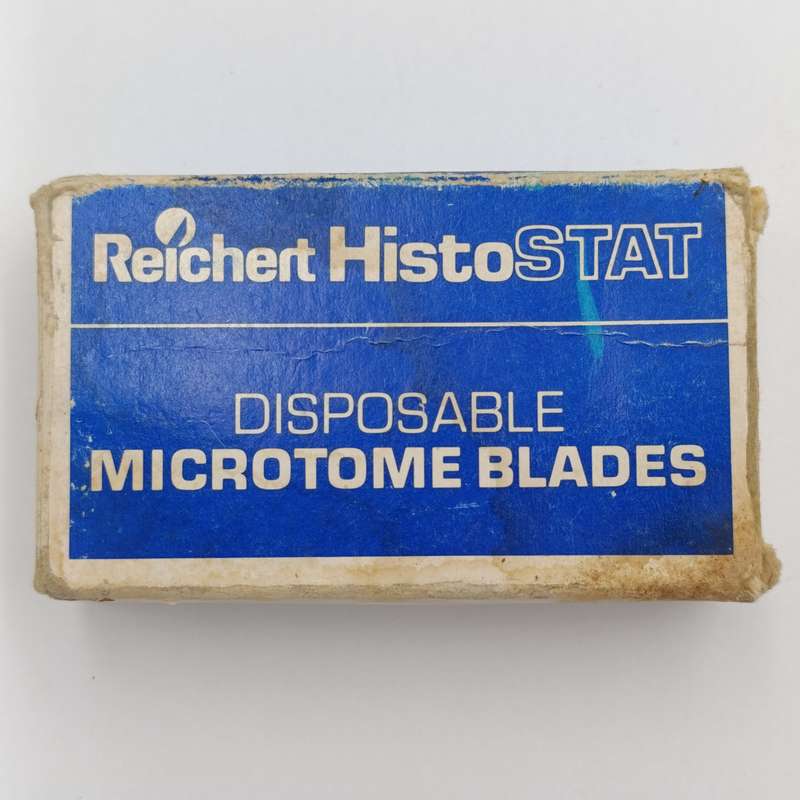 Reichert HistoSTAT
DISPOSABLE
MICROTOME BLADES